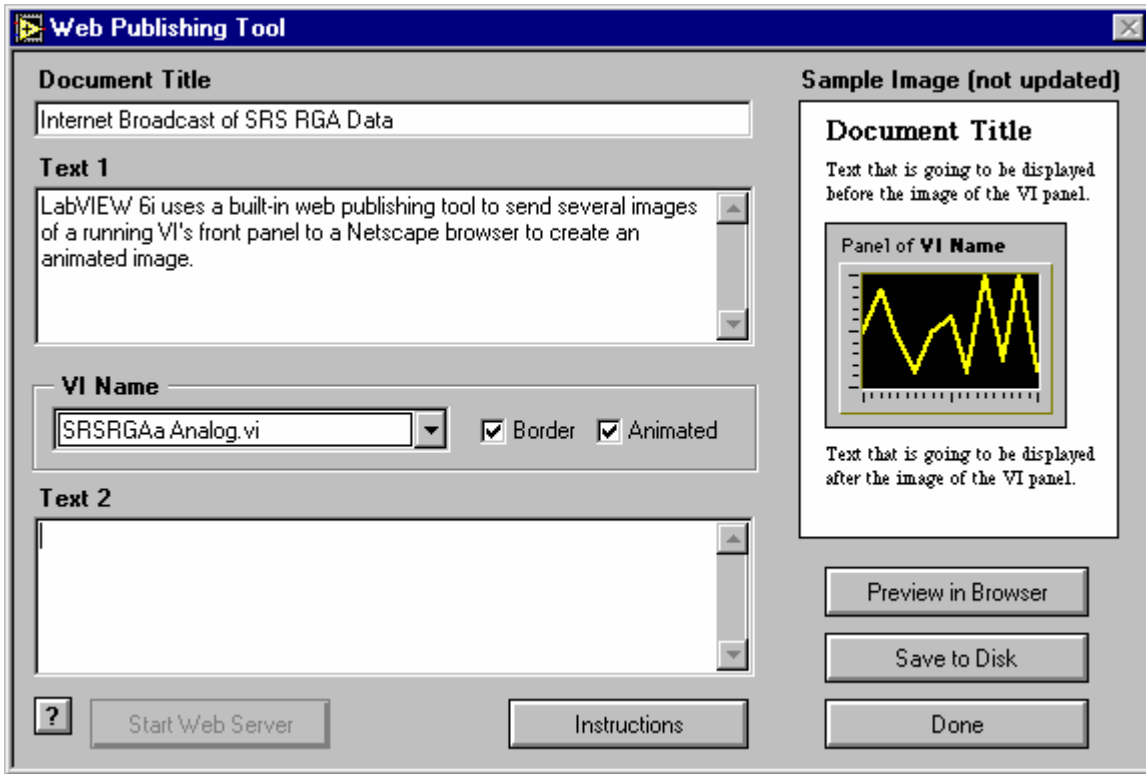 Web Publishing Tool
Document Title
Internet Broadcast of SRS RGA Data
Text 1
LabVIEW 6i uses a built-in web publishing tool to send several images
of a running VI's front panel to a Netscape browser to create an
animated image.
VI Name
SRSRGAa Analog.vi
Border
Animated
Text 2
?
Start Web Server
Instructions
Sample Image (not updated)
Document Title
Text that is going to be displayed
before the image of the VI panel.
Panel of VI Name
Text that is going to be displayed
after the image of the VI panel.
Preview in Browser
Save to Disk
Done